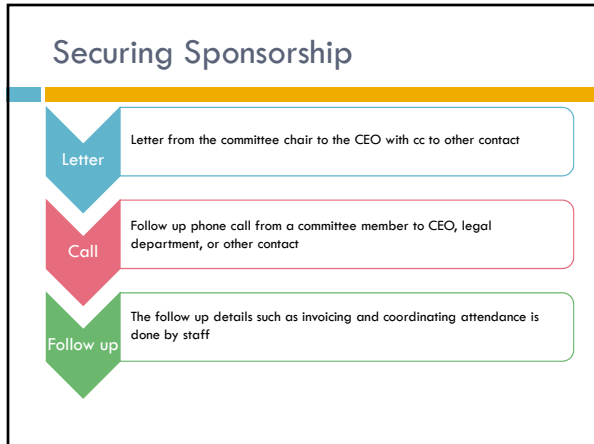 Securing Sponsorship
Letter
Letter from the committee chair to the CEO with cc to other contact
Call
Follow up phone call from a committee member to CEO, legal
department, or other contact
Follow up
The follow up details such as invoicing and coordinating attendance is
done by staff